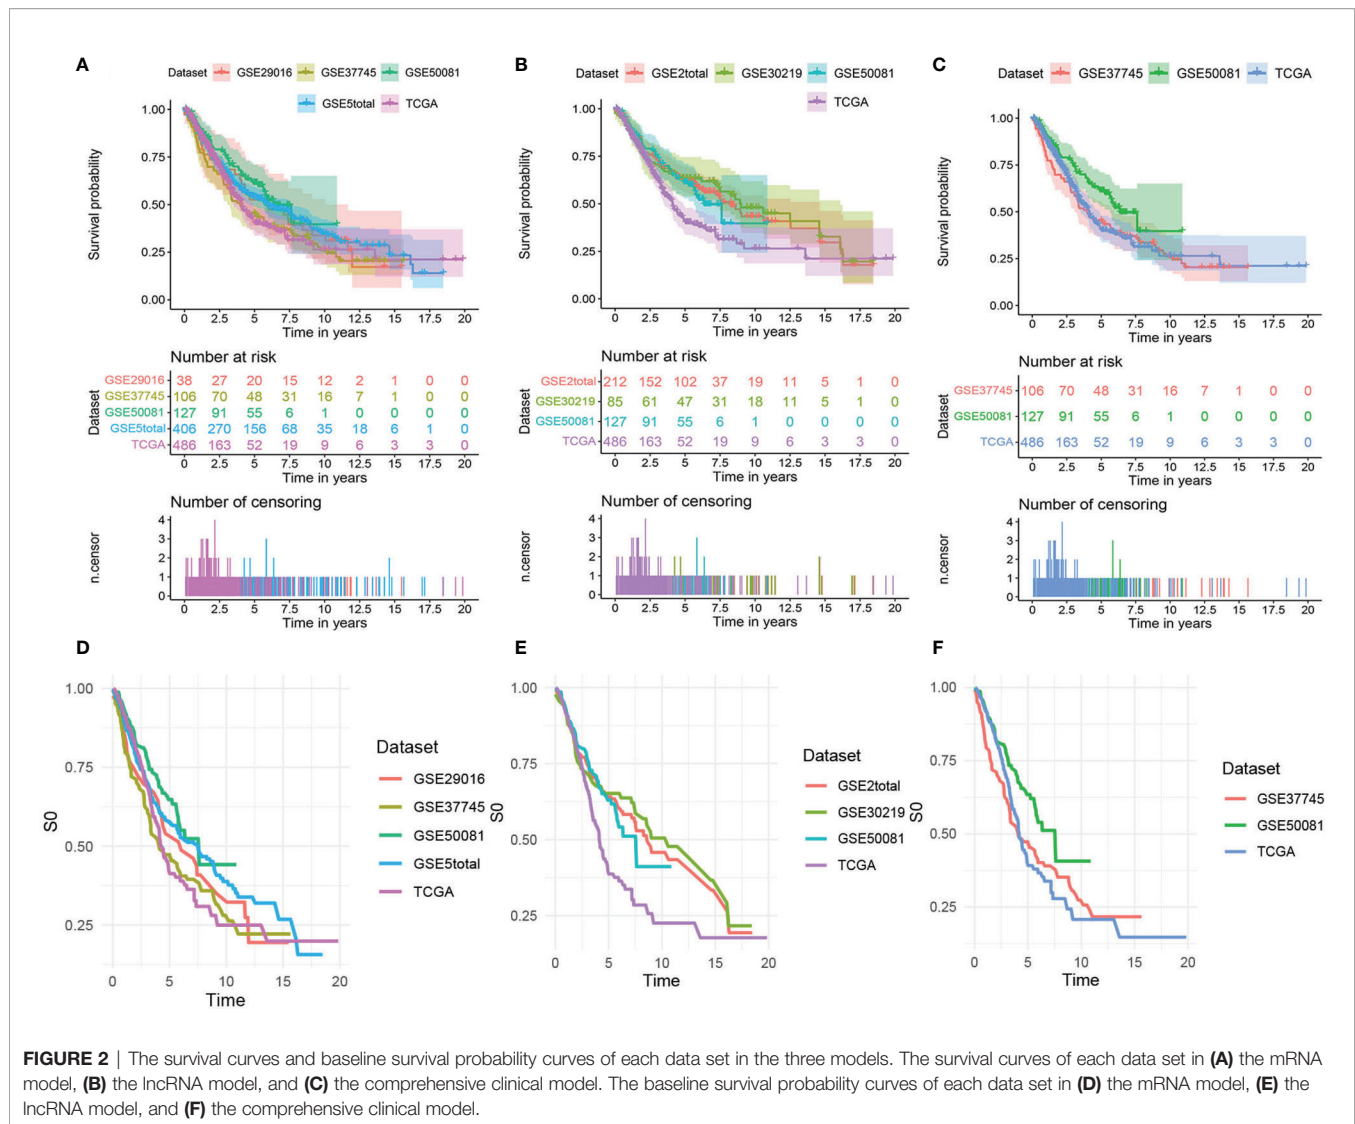 A
Dataset GSE29016 GSE37745 GSE50081
GSE5total TCGA
Survival probability
1.00
0.75
0.50
0.25
0.00
0 2.5 5 7.5 10 12.5 15 17.5 20
Time in years
Number at risk
Dataset
GSE29016 38 27 20 15 12 2 1 0 0
GSE37745 106 70 48 31 16 7 1 0 0
GSE50081 127 91 55 6 1 0 0 0 0
GSE5total 406 270 156 68 35 18 6 1 0
TCGA 486 163 52 19 9 6 3 3 0
0 2.5 5 7.5 10 12.5 15 17.5 20
Time in years
Number of censoring
n.censor
4
3
2
1
0
0 2.5 5 7.5 10 12.5 15 17.5 20
Time in years
B
Dataset GSE2total GSE30219 GSE50081
TCGA
Survival probability
1.00
0.75
0.50
0.25
0.00
0 2.5 5 7.5 10 12.5 15 17.5 20
Time in years
Number at risk
Dataset
GSE2total 212 152 102 37 19 11 5 1 0
GSE30219 85 61 47 31 18 11 5 1 0
GSE50081 127 91 55 6 1 0 0 0 0
TCGA 486 163 52 19 9 6 3 3 0
0 2.5 5 7.5 10 12.5 15 17.5 20
Time in years
Number of censoring
n.censor
4
3
2
1
0
0 2.5 5 7.5 10 12.5 15 17.5 20
Time in years
C
Dataset GSE37745 GSE50081 TCGA
Survival probability
1.00
0.75
0.50
0.25
0.00
0 2.5 5 7.5 10 12.5 15 17.5 20
Time in years
Number at risk
Dataset
GSE37745 106 70 48 31 16 7 1 0 0
GSE50081 127 91 55 6 1 0 0 0 0
TCGA 486 163 52 19 9 6 3 3 0
0 2.5 5 7.5 10 12.5 15 17.5 20
Time in years
Number of censoring
n.censor
4
3
2
1
0
0 2.5 5 7.5 10 12.5 15 17.5 20
Time in years
D
S0
1.00
0.75
0.50
0.25
0 5 10 15 20
Time
Dataset
GSE29016
GSE37745
GSE50081
GSE5total
TCGA
E
S0
1.00
0.75
0.50
0.25
0 5 10 15 20
Time
Dataset
GSE2total
GSE30219
GSE50081
TCGA
F
S0
1.00
0.75
0.50
0.25
0 5 10 15 20
Time
Dataset
GSE37745
GSE50081
TCGA
FIGURE 2 | The survival curves and baseline survival probability curves of each data set in the three models. The survival curves of each data set in (A) the mRNA
model, (B) the lncRNA model, and (C) the comprehensive clinical model. The baseline survival probability curves of each data set in (D) the mRNA model, (E) the
lncRNA model, and (F) the comprehensive clinical model.